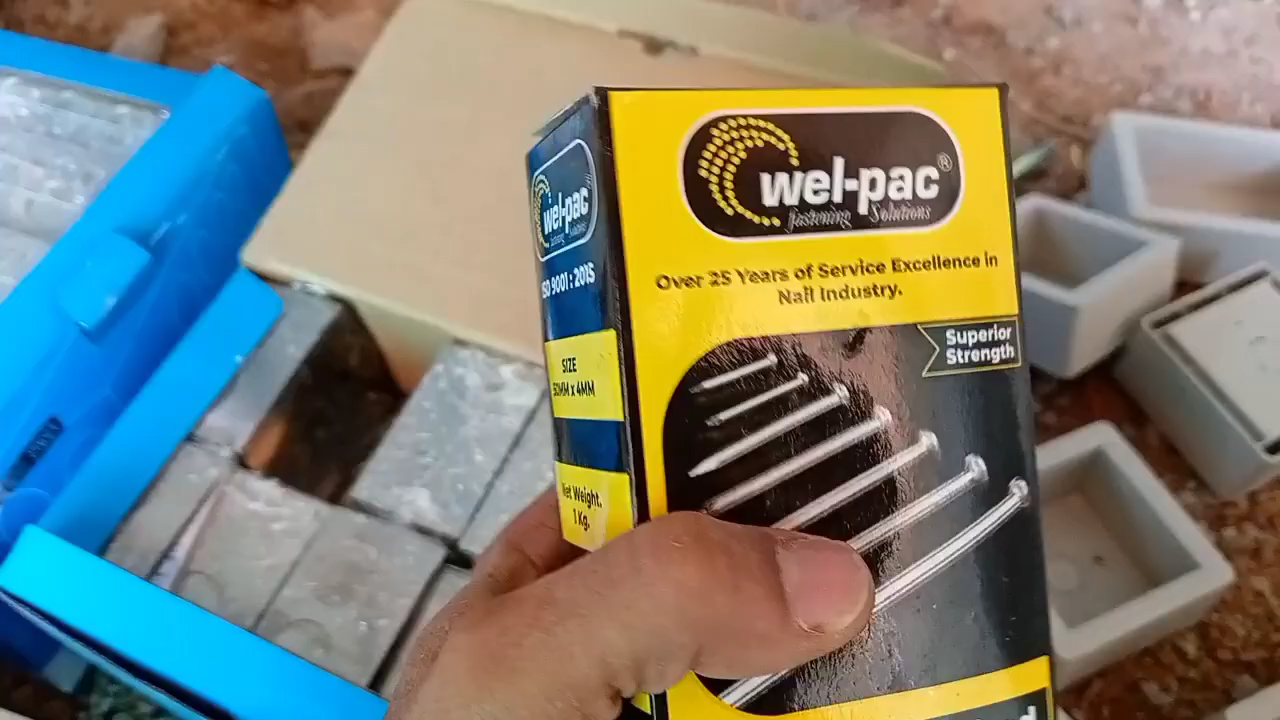 wel-pac®
fastening Solutions
Over 25 Years of Service Excellence in
Nail Industry.
Superior
Strength
wel-pac
ISO 9001 : 2015
SIZE
50MM x 4MM
Net Weight.
1 Kg.